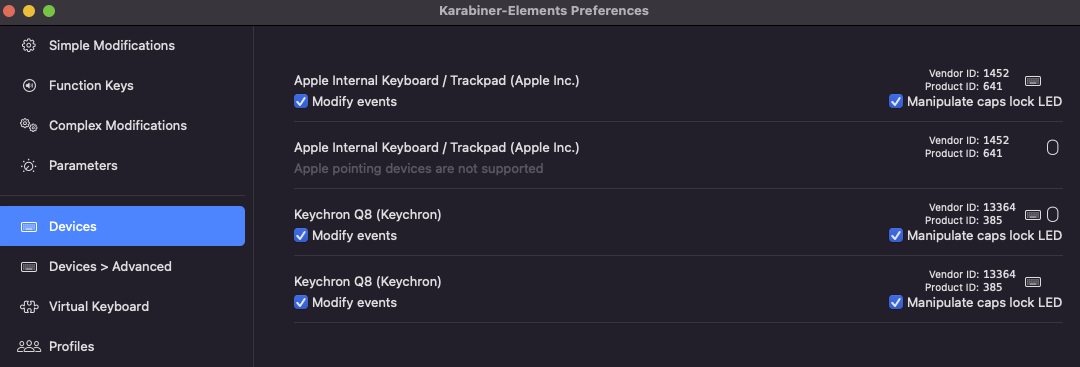 Karabiner-Elements Preferences
Simple Modifications
Function Keys
Complex Modifications
Parameters
Devices
Devices > Advanced
Virtual Keyboard
Profiles
Apple Internal Keyboard / Trackpad (Apple Inc.)
Vendor ID: 1452
Product ID: 641
Modify events
Manipulate caps lock LED
Apple Internal Keyboard / Trackpad (Apple Inc.)
Vendor ID: 1452
Product ID: 641
Apple pointing devices are not supported
Keychron Q8 (Keychron)
Vendor ID: 13364
Product ID: 385
Modify events
Manipulate caps lock LED
Keychron Q8 (Keychron)
Vendor ID: 13364
Product ID: 385
Modify events
Manipulate caps lock LED